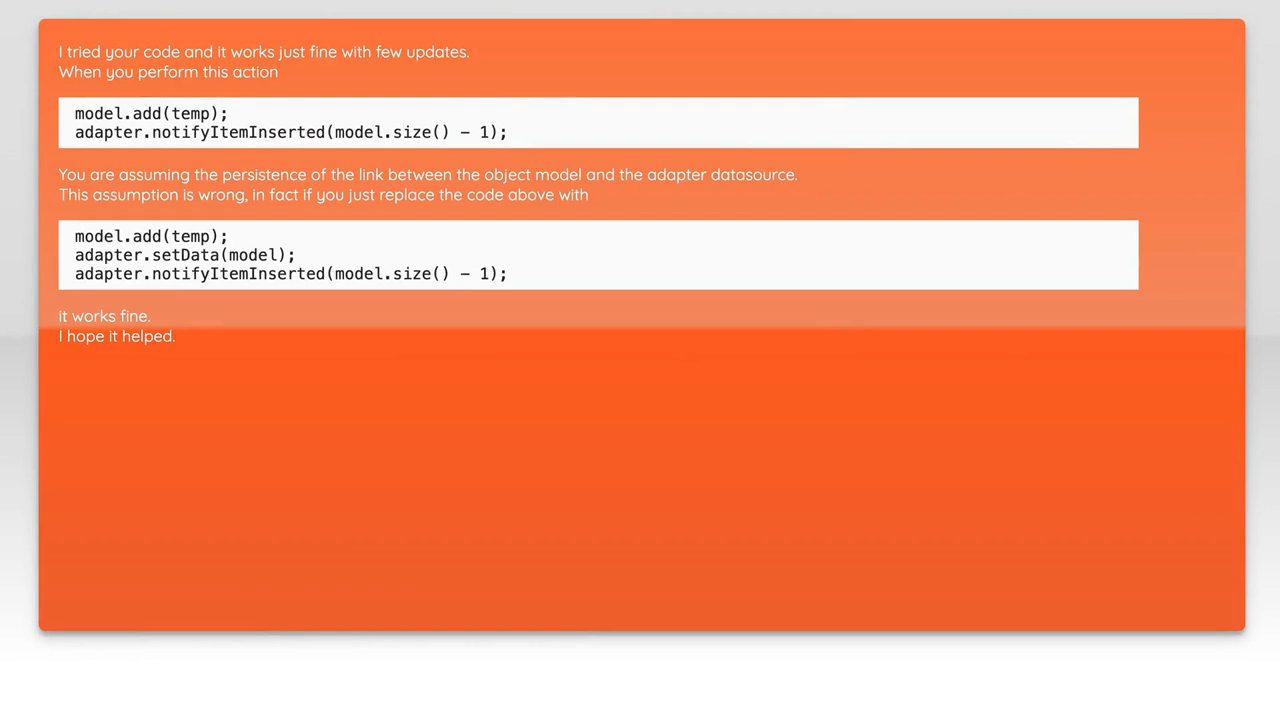 I tried your code and it works just fine with few updates.
When you perform this action
model.add(temp);
adapter.notifyItemInserted(model.size() - 1);
You are assuming the persistence of the link between the object model and the adapter datasource.
This assumption is wrong, in fact if you just replace the code above with
model.add(temp);
adapter.setData(model);
adapter.notifyItemInserted(model.size() - 1);
it works fine.
I hope it helped.